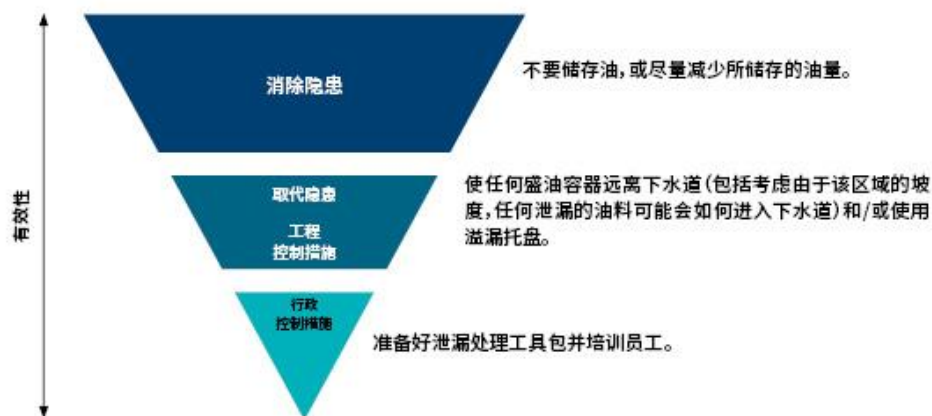 消除隐患
不要储存油,或尽量减少所储存的油量。
有效性
取代隐患
工程
控制措施
使任何盛油容器远离下水道(包括考虑由于该区域的坡
度,任何泄漏的油料可能会如何进入下水道)和/或使用
溢漏托盘。
行政
控制措施
准备好泄漏处理工具包并培训员工。